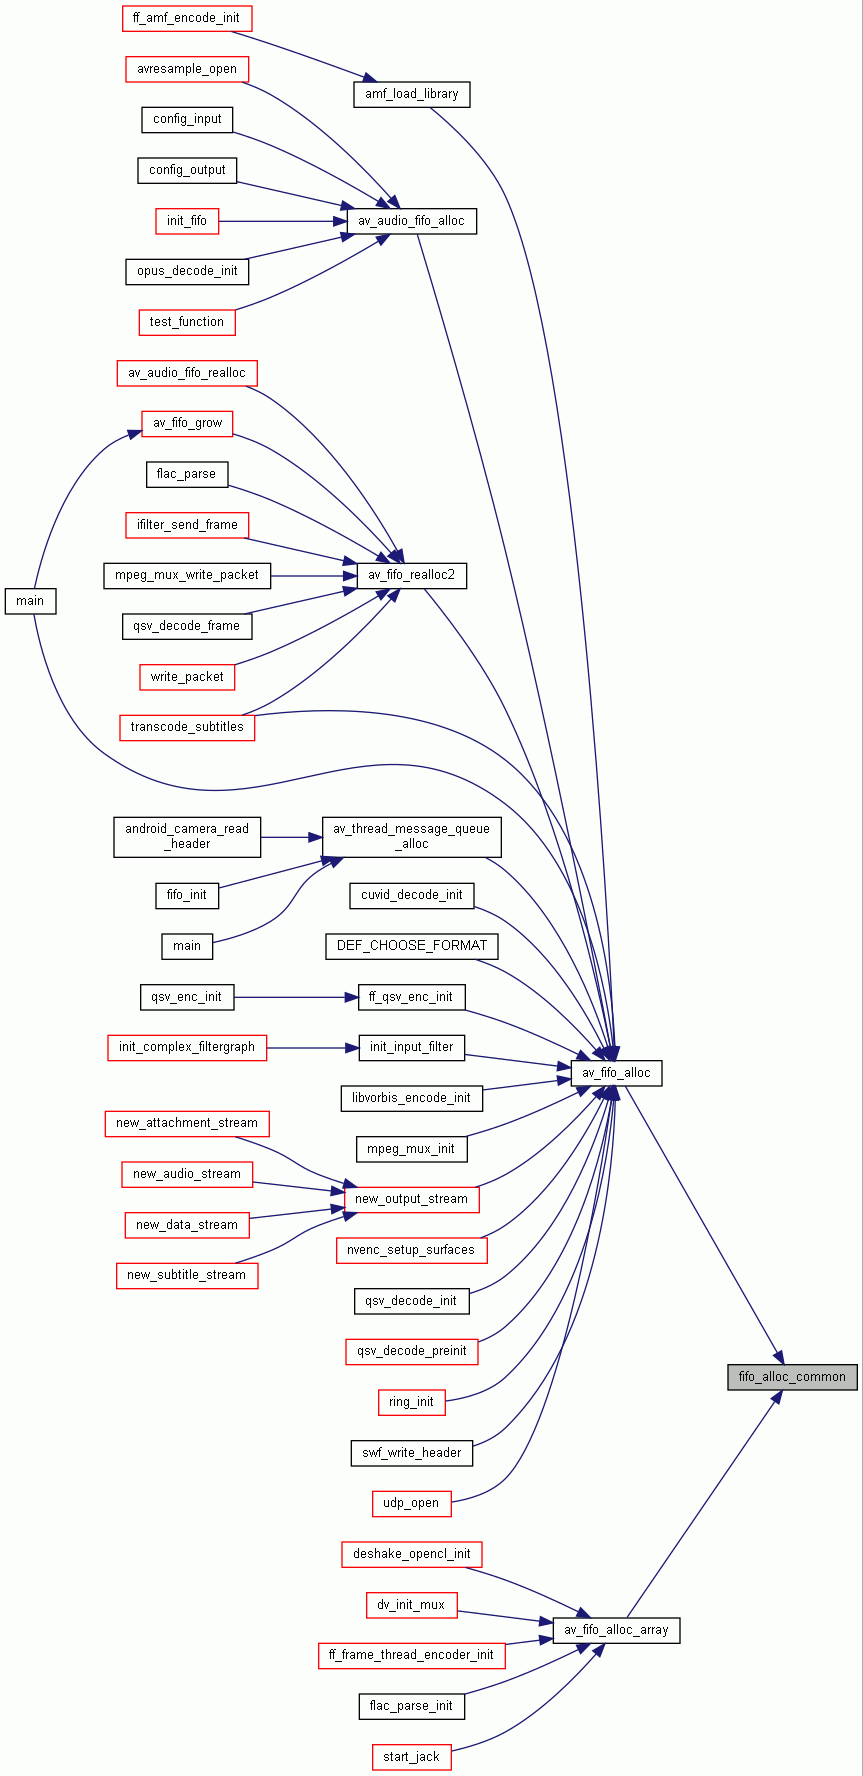 ff_amf_encode_init
avresample_open
amf_load_library
config_input
config_output
init_fifo
av_audio_fifo_alloc
opus_decode_init
test_function
av_audio_fifo_realloc
av_fifo_grow
flac_parse
ifilter_send_frame
mpeg_mux_write_packet
av_fifo_realloc2
main
qsv_decode_frame
write_packet
transcode_subtitles
android_camera_read
_header
av_thread_message_queue
_alloc
fifo_init
cuvid_decode_init
main
DEF_CHOOSE_FORMAT
qsv_enc_init
ff_qsv_enc_init
init_complex_filtergraph
init_input_filter
av_fifo_alloc
libvorbis_encode_init
new_attachment_stream
mpeg_mux_init
new_audio_stream
new_output_stream
new_data_stream
nvenc_setup_surfaces
new_subtitle_stream
qsv_decode_init
qsv_decode_preinit
fifo_alloc_common
ring_init
swf_write_header
udp_open
deshake_opencl_init
dv_init_mux
av_fifo_alloc_array
ff_frame_thread_encoder_init
flac_parse_init
start_jack